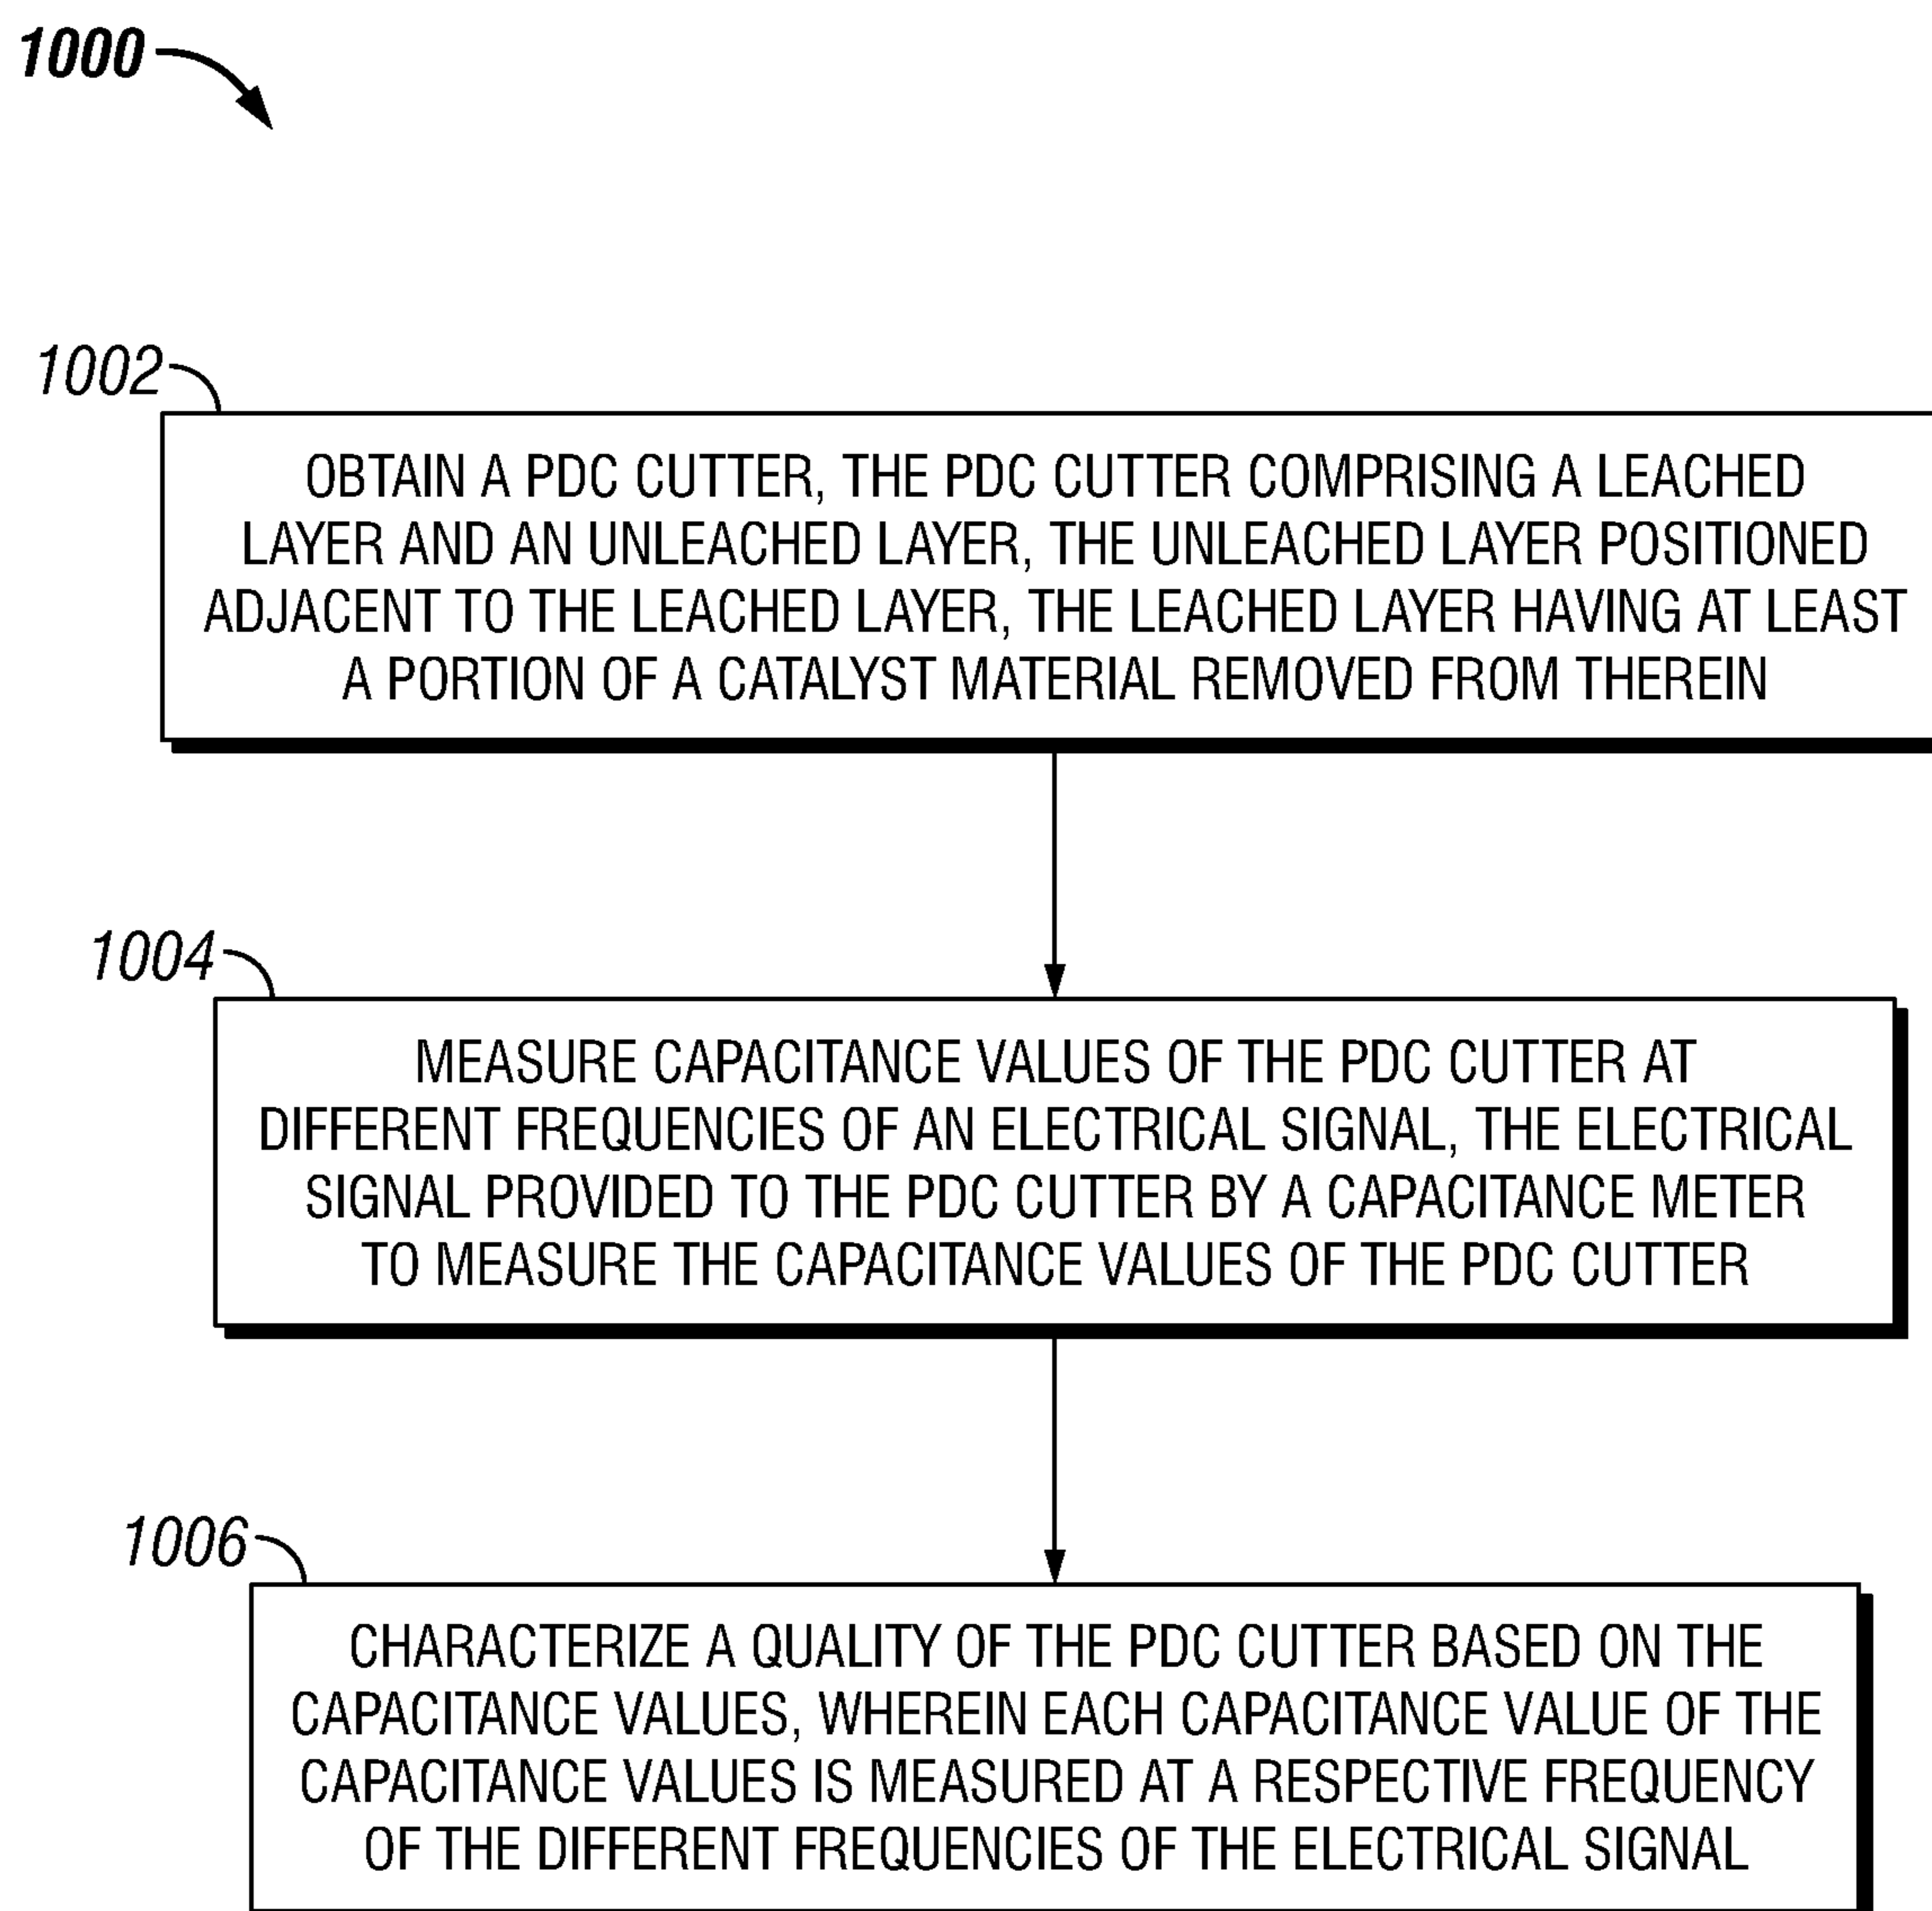 1000
1002
OBTAIN A PDC CUTTER, THE PDC CUTTER COMPRISING A LEACHED
LAYER AND AN UNLEACHED LAYER, THE UNLEACHED LAYER POSITIONED
ADJACENT TO THE LEACHED LAYER, THE LEACHED LAYER HAVING AT LEAST
A PORTION OF A CATALYST MATERIAL REMOVED FROM THEREIN
1004
MEASURE CAPACITANCE VALUES OF THE PDC CUTTER AT
DIFFERENT FREQUENCIES OF AN ELECTRICAL SIGNAL, THE ELECTRICAL
SIGNAL PROVIDED TO THE PDC CUTTER BY A CAPACITANCE METER
TO MEASURE THE CAPACITANCE VALUES OF THE PDC CUTTER
1006
CHARACTERIZE A QUALITY OF THE PDC CUTTER BASED ON THE
CAPACITANCE VALUES, WHEREIN EACH CAPACITANCE VALUE OF THE
CAPACITANCE VALUES IS MEASURED AT A RESPECTIVE FREQUENCY
OF THE DIFFERENT FREQUENCIES OF THE ELECTRICAL SIGNAL